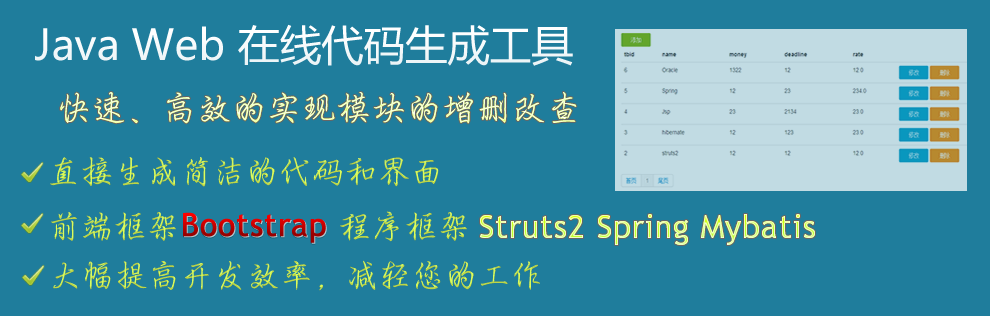 Java Web 在线代码生成工具
快速、高效的实现模块的增删改查
直接生成简洁的代码和界面
前端框架Bootstrap 程序框架 Struts2 Spring Mybatis
大幅提高开发效率，减轻您的工作
添加
tbid name money deadline rate
6 Oracle 1322 12 12.0 修改 删除
5 Spring 12 23 234.0 修改 删除
4 Jsp 23 2134 23.0 修改 删除
3 hibernate 12 123 23.0 修改 删除
2 struts2 12 12 12.0 修改 删除
首页 1 尾页